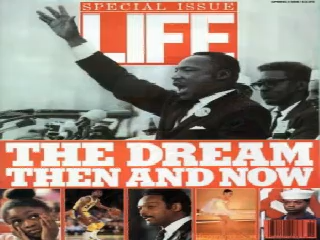 SPECIAL ISSUE
LIFE
THE DREAM
THEN AND NOW